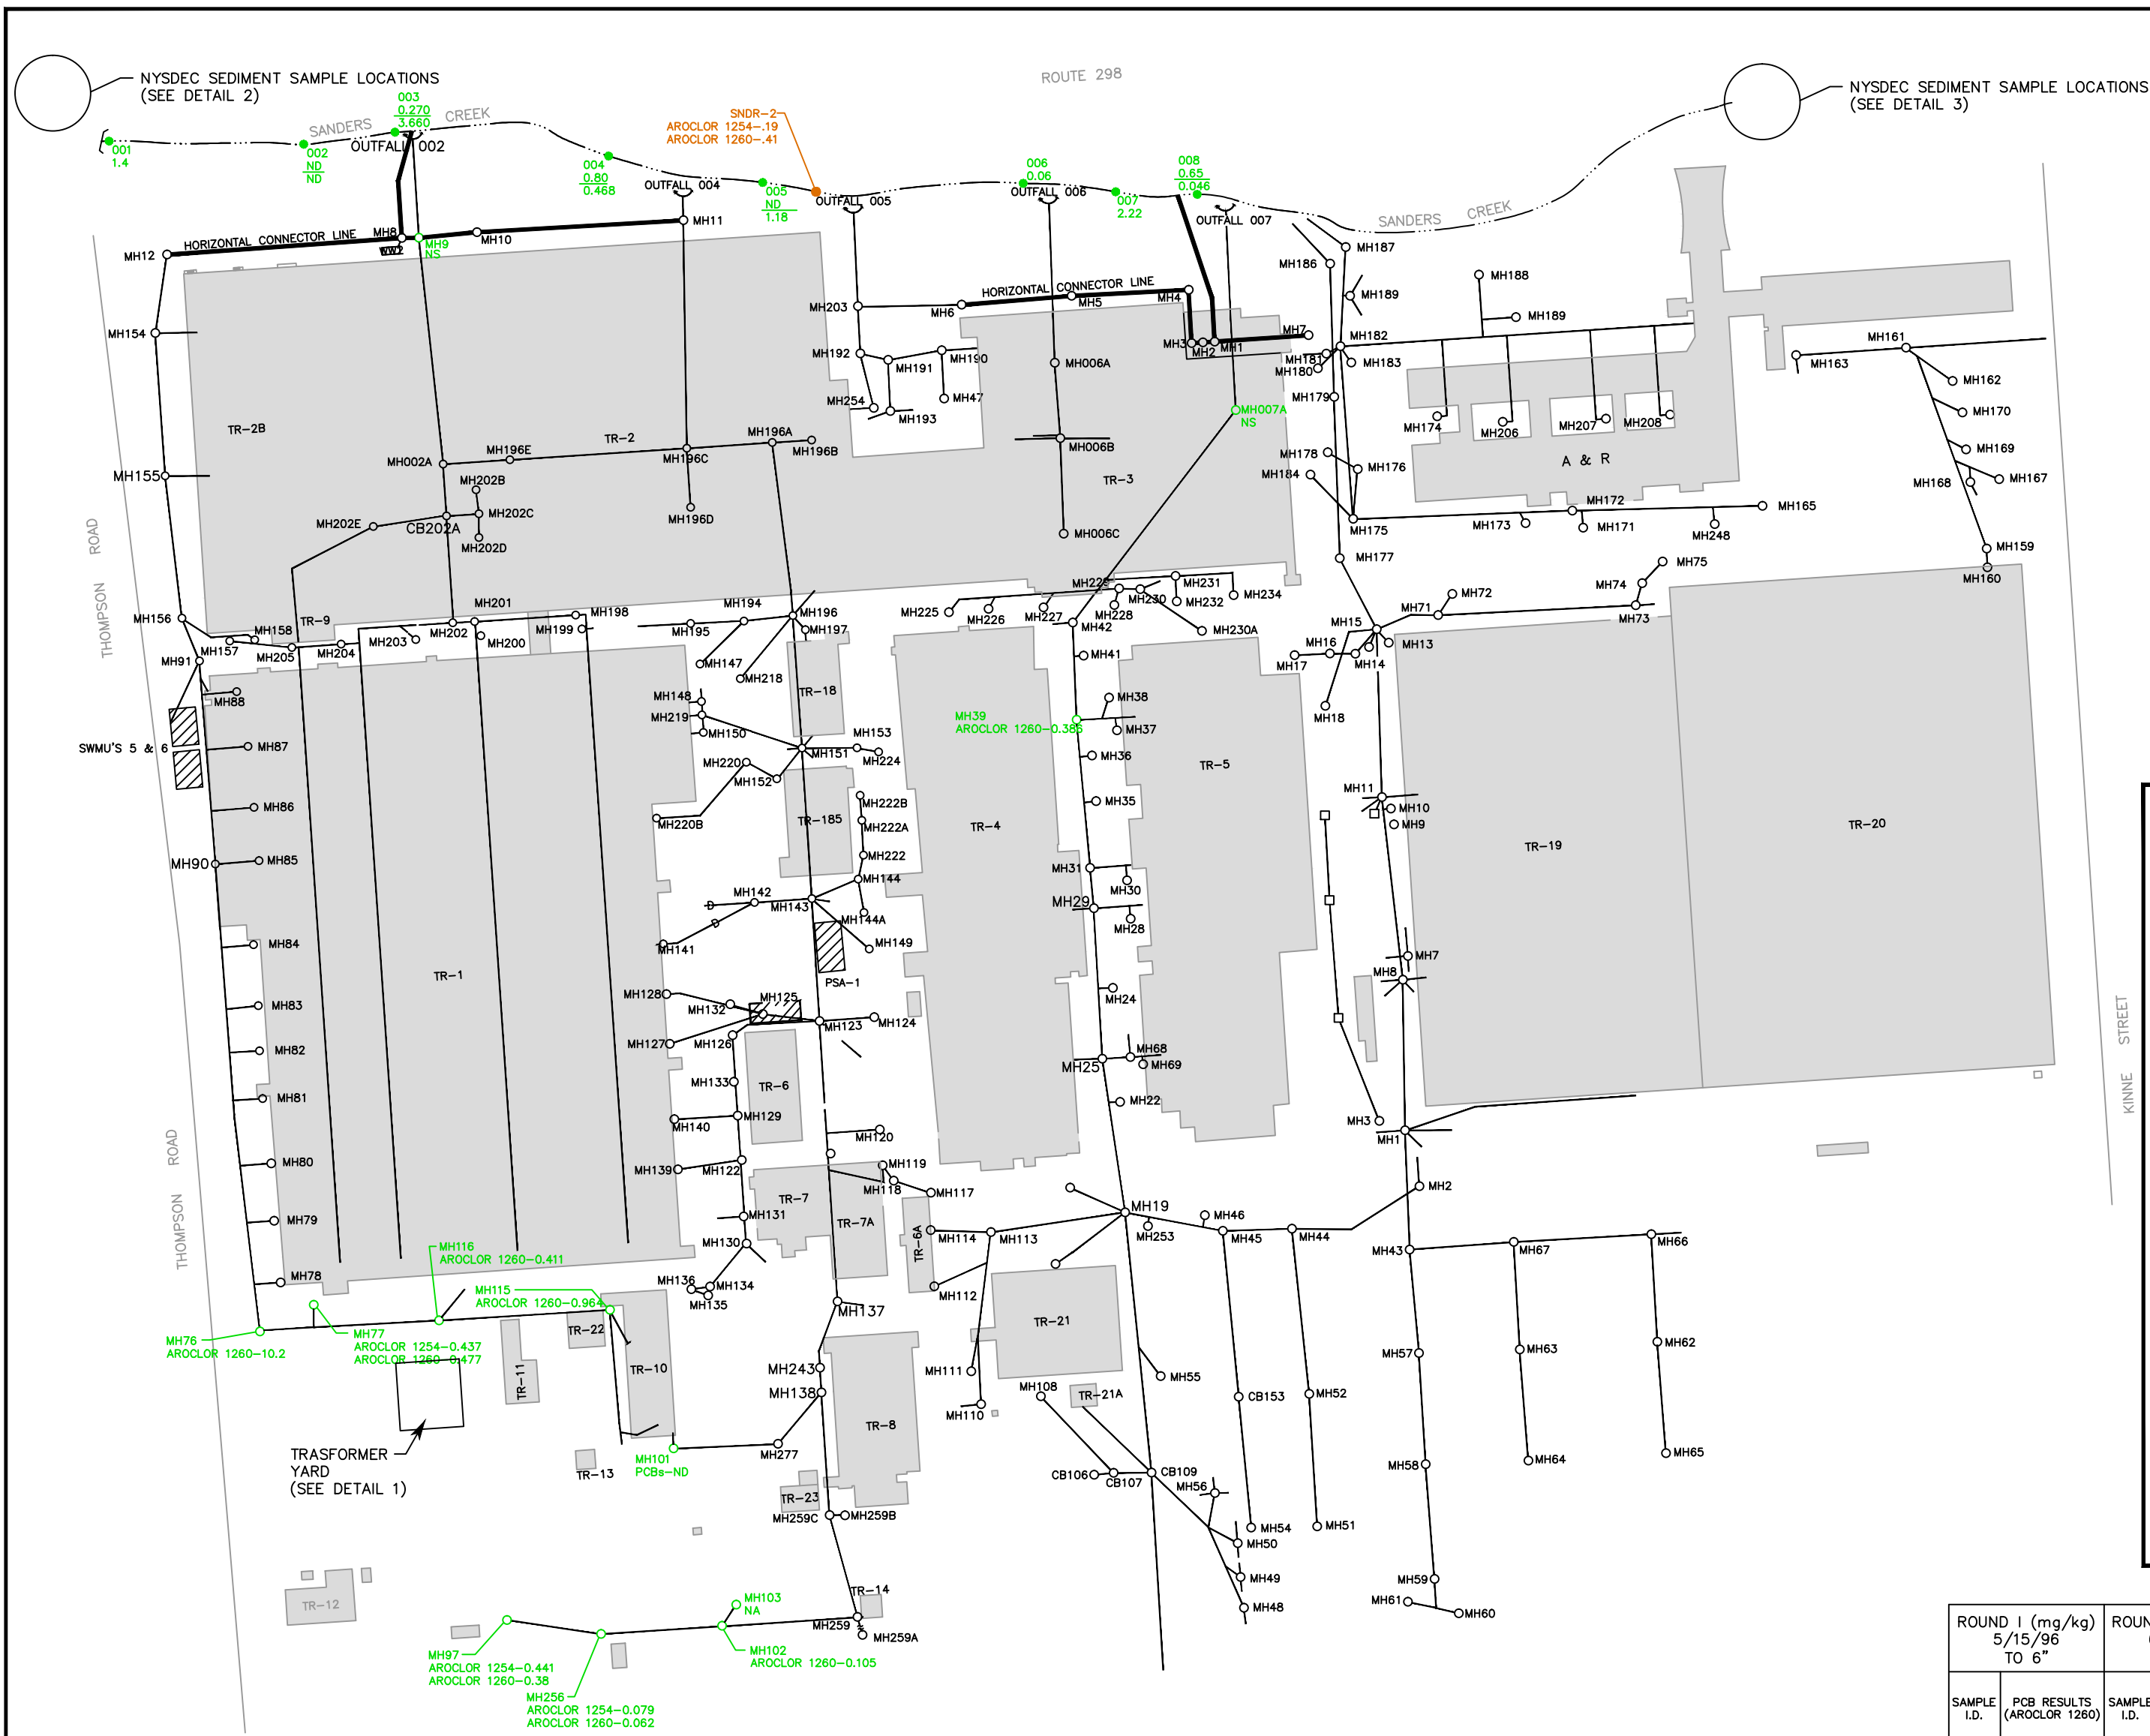 NYSDEC SEDIMENT SAMPLE LOCATIONS
(SEE DETAIL 2)
ROUTE 298
NYSDEC SEDIMENT SAMPLE LOCATIONS
(SEE DETAIL 3)
003
0.270
3.660
SANDERS CREEK
OUTFALL 002
001
1.4
002
ND
ND
SNDR-2
AROCLOR 1254-.19
AROCLOR 1260-.41
004
0.80
0.468
OUTFALL 004
005
ND
1.18
OUTFALL 005
006
0.06
OUTFALL 006
007
2.22
008
0.65
0.046
OUTFALL 007
SANDERS CREEK
MH12
HORIZONTAL CONNECTOR LINE
MH8
WW2
MH9
NS
MH10
MH11
MH154
MH155
MH156
TR-2B
TR-2
MH002A
MH196E
MH196C
MH196A
MH196B
MH196D
MH202B
MH202C
MH202D
MH202E
CB202A
MH203
MH6
HORIZONTAL CONNECTOR LINE
MH5
MH4
MH3
MH2
MH1
MH7
MH192
MH191
MH190
MH254
MH193
MH47
MH006A
MH006B
MH006C
TR-3
MH007A
NS
MH187
MH186
MH189
MH188
MH189
MH182
MH181
MH180
MH183
MH179
MH174
MH206
MH207
MH208
A & R
MH178
MH176
MH184
MH175
MH173
MH172
MH171
MH248
MH165
MH177
MH163
MH161
MH162
MH170
MH169
MH168
MH167
MH159
MH160
THOMPSON ROAD
TR-9
MH157
MH158
MH205
MH204
MH203
MH202
MH201
MH200
MH198
MH199
MH195
MH194
MH196
MH197
MH147
MH218
MH225
MH226
MH227
MH229
MH228
MH230
MH231
MH232
MH234
MH230A
MH42
MH41
MH15
MH16
MH17
MH14
MH13
MH18
MH71
MH72
MH73
MH74
MH75
MH91
MH88
SWMU'S 5 & 6
MH87
MH86
MH90
MH85
MH84
MH83
MH82
MH81
MH80
MH79
MH78
TR-1
MH148
MH219
MH150
TR-18
MH151
MH153
MH224
MH220
MH152
MH220B
TR-185
MH222B
MH222A
MH222
MH144
MH142
MH143
D
D
MH144A
MH141
MH149
PSA-1
MH128
MH132
MH125
MH127
MH126
MH123
MH124
MH133
TR-6
MH129
MH140
MH120
MH139
MH122
MH119
MH118
MH117
MH131
TR-7
TR-7A
TR-6A
MH130
MH136
MH134
MH135
MH137
MH39
AROCLOR 1260-0.386
MH38
MH37
MH36
MH35
TR-4
TR-5
MH31
MH30
MH29
MH28
MH24
MH25
MH68
MH69
MH22
MH11
MH10
MH9
TR-19
TR-20
MH7
MH8
MH3
MH1
MH2
KINNE STREET
THOMPSON ROAD
MH19
MH253
MH46
MH45
MH44
MH114
MH113
MH112
MH43
MH67
MH66
MH116
AROCLOR 1260-0.411
MH115
AROCLOR 1260-0.964
MH76
AROCLOR 1260-10.2
MH77
AROCLOR 1254-0.437
AROCLOR 1260-0.477
TR-22
TR-11
TR-10
MH243
MH138
TR-8
TR-21
MH111
MH110
MH108
TR-21A
MH55
CB153
MH52
MH57
MH63
MH62
TRASFORMER
YARD
(SEE DETAIL 1)
TR-13
MH101
PCBs-ND
MH277
TR-23
MH259C
MH259B
CB106
CB107
CB109
MH56
MH54
MH51
MH50
MH49
MH48
MH58
MH64
MH65
MH59
MH61
MH60
TR-12
TR-14
MH103
NA
MH259
MH259A
MH97
AROCLOR 1254-0.441
AROCLOR 1260-0.38
MH102
AROCLOR 1260-0.105
MH256
AROCLOR 1254-0.079
AROCLOR 1260-0.062
ROUND 1 (mg/kg)
5/15/96
TO 6"
SAMPLE
I.D.
PCB RESULTS
(AROCLOR 1260)
SAMPLE
I.D.